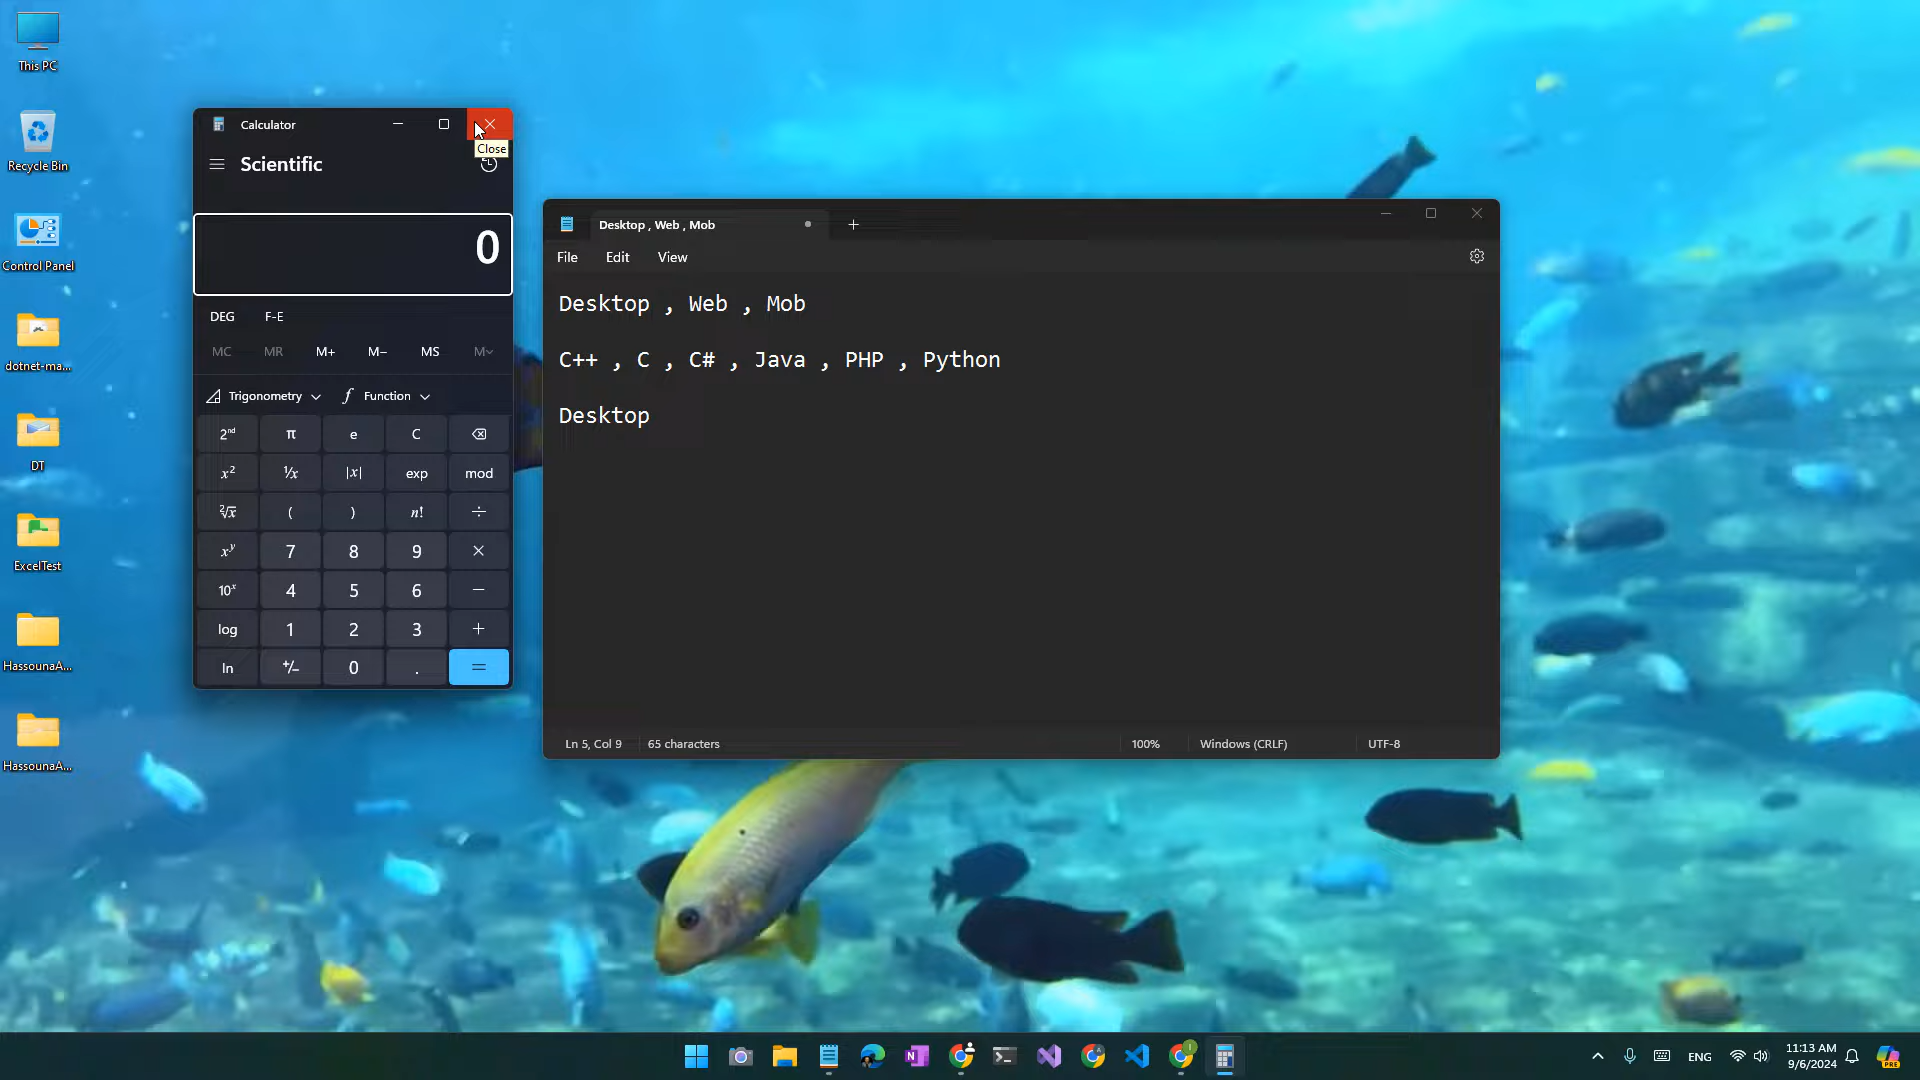 This PC
Recycle Bin
Control Panel
dotnet-ma...
DT
ExcelTest
HassounaA...
HassounaA...
Calculator
Close
Scientific
0
DEG F-E
MC MR M+ M− MS M
Trigonometry f Function
2nd π e C
x² ¹/x |x| exp mod
²√x ( ) n! ÷
xʸ 7 8 9 ×
10ˣ 4 5 6 −
log 1 2 3 +
ln +/− 0 . =
Desktop , Web , Mob
File Edit View
Desktop , Web , Mob
C++ , C , C# , Java , PHP , Python
Desktop
Ln 5, Col 9 65 characters 100% Windows (CRLF) UTF-8
ENG 11:13 AM
9/6/2024
PRE